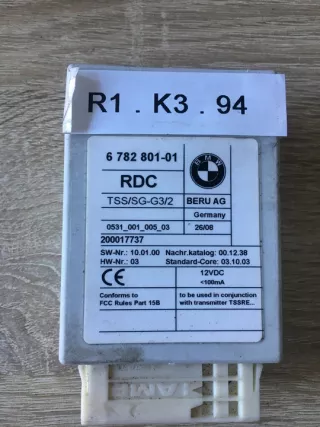 R1 . K3 . 94
6 782 801-01
RDC
BMW
TSS/SG-G3/2
BERU AG
Germany
0531_001_005_03
26/08
200017737
SW-Nr.: 10.01.00 Nachr.katalog: 00.12.38
HW-Nr.: 03 Standard-Core: 03.10.03
CE
12VDC
<100mA
Conforms to
FCC Rules Part 15B
to be used in conjunction
with transmitter TSSRE...